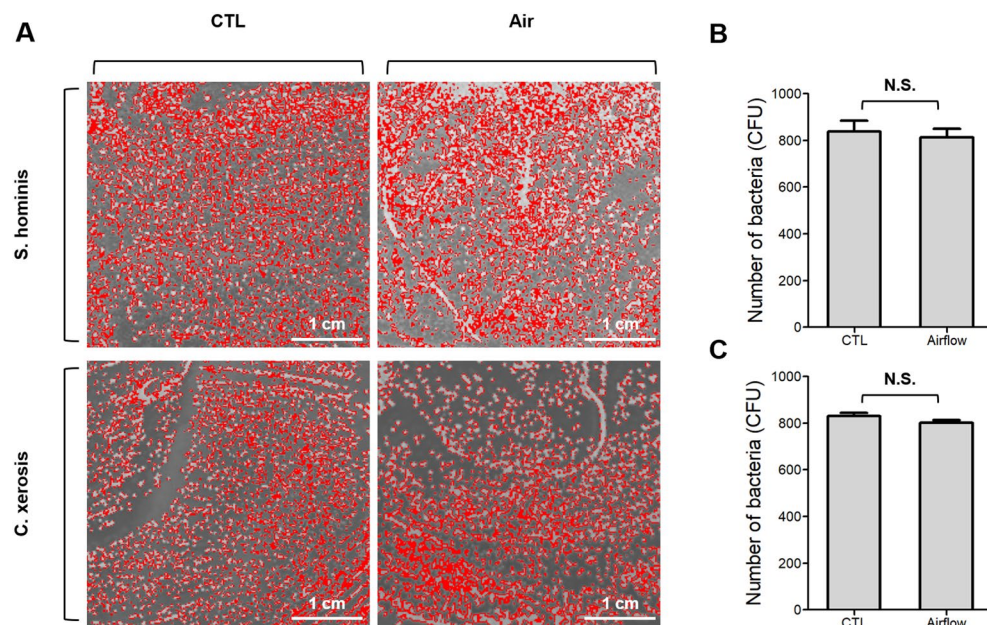 A
CTL
Air
S. hominis
1 cm
1 cm
C. xerosis
1 cm
1 cm
B
N.S.
Number of bacteria (CFU)
1000
800
600
400
200
0
CTL
Airflow
C
N.S.
Number of bacteria (CFU)
1000
800
600
400
200
0
CTL
Airflow